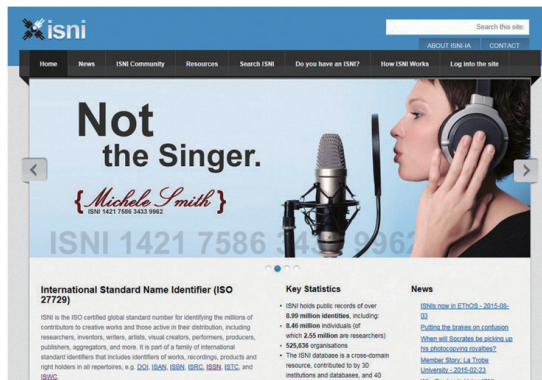 isni
Search this site:
ABOUT ISNI-IA CONTACT
Home News ISNI Community Resources Search ISNI Do you have an ISNI? How ISNI Works Log into the site
Not
the Singer.
{ Michele Smith }
ISNI 1421 7586 3433 9962
ISNI 1421 7586 3433 9962
International Standard Name Identifier (ISO
27729)
ISNI is the ISO certified global standard number for identifying the millions of
contributors to creative works and those active in their distribution, including
researchers, inventors, writers, artists, visual creators, performers, producers,
publishers, aggregators, and more. It is part of a family of international
standard identifiers that includes identifiers of works, recordings, products and
right holders in all repertoires, e.g. DOI, ISAN, ISBN, ISRC, ISSN, ISTC, and
ISWC.
Key Statistics
• ISNI holds public records of over
8.99 million identities, including:
• 8.46 million individuals (of
which 2.55 million are researchers)
• 525,636 organisations
• The ISNI database is a cross-domain
resource, contributed to by 30
institutions and databases, and 40
News
ISNIs now in EThOS - 2015-06-
03
Putting the brakes on confusion
When will Socrates be picking up
his photocopying royalties?
Member Story: La Trobe
University - 2015-02-23